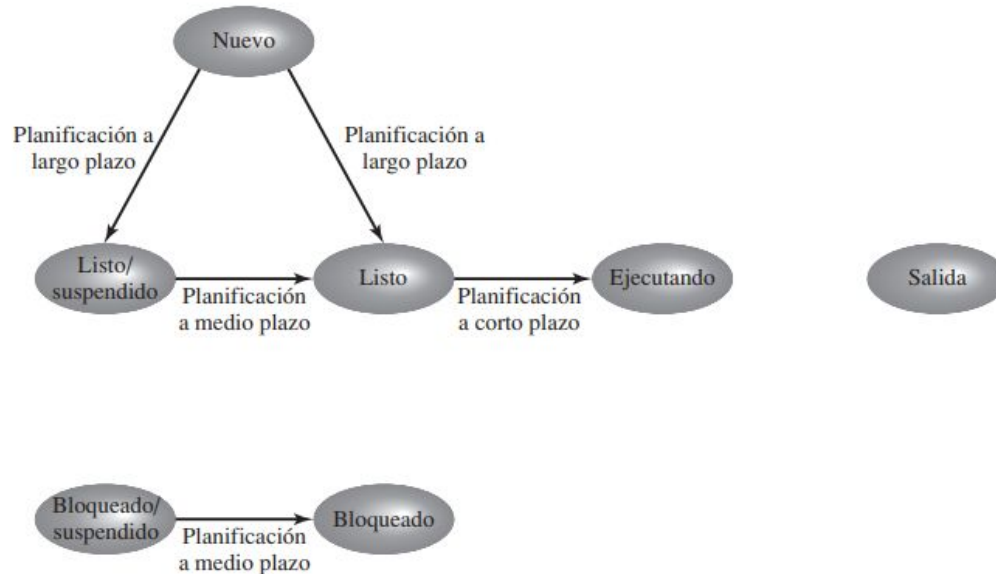 Nuevo
Planificación a
largo plazo
Planificación a
largo plazo
Listo/
suspendido
Planificación
a medio plazo
Listo
Planificación
a corto plazo
Ejecutando
Salida
Bloqueado/
suspendido
Planificación
a medio plazo
Bloqueado